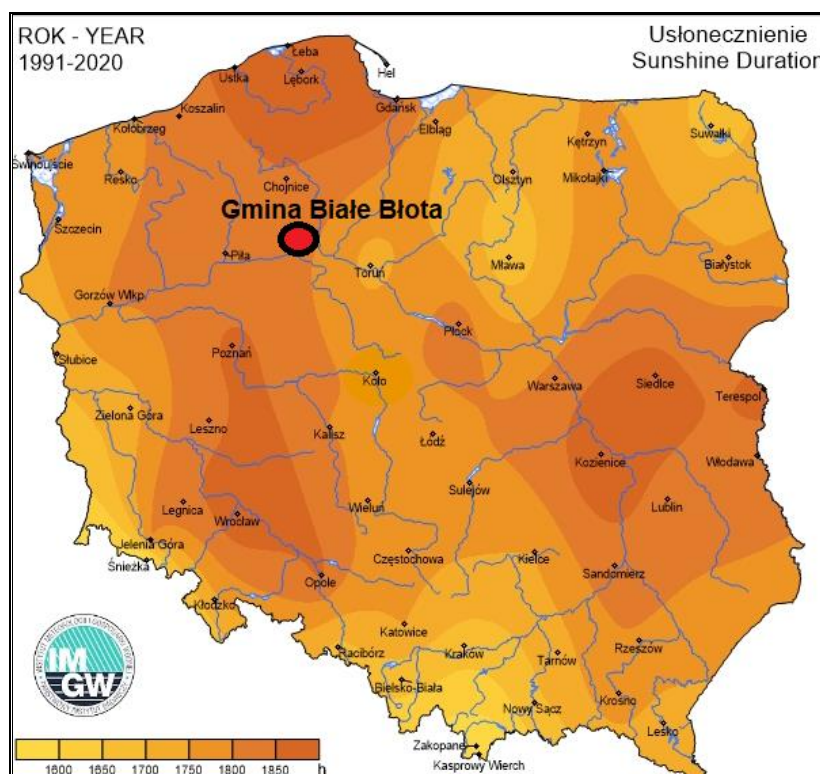 ROK - YEAR
1991-2020
Usłonecznienie
Sunshine Duration
Łeba
Ustka
Lębork
Hel
Gdańsk
Koszalin
Kołobrzeg
Elbląg
Kętrzyn
Suwałki
Świnoujście
Resko
Chojnice
Olsztyn
Mikołajki
Gmina Białe Błota
Szczecin
Piła
Toruń
Mława
Białystok
Gorzów Wlkp.
Płock
Słubice
Poznań
Koło
Warszawa
Siedlce
Terespol
Zielona Góra
Leszno
Kalisz
Łódź
Kozienice
Włodawa
Sulejów
Legnica
Wrocław
Wieluń
Lublin
Jelenia Góra
Śnieżka
Częstochowa
Kielce
Sandomierz
Opole
Kłodzko
Katowice
Racibórz
Kraków
Tarnów
Rzeszów
Bielsko-Biała
Nowy Sącz
Krosno
Lesko
Zakopane
Kasprowy Wierch
IM
GW
1600 1650 1700 1750 1800 1850 h